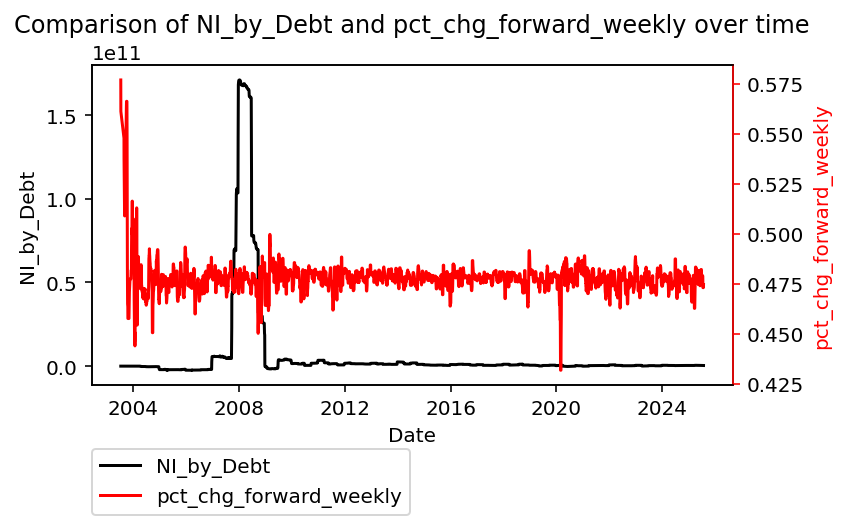 Comparison of NI_by_Debt and pct_chg_forward_weekly over time
1e11
1.5
1.0
0.5
0.0
NI_by_Debt
0.575
0.550
0.525
0.500
0.475
0.450
0.425
pct_chg_forward_weekly
2004 2008 2012 2016 2020 2024
Date
NI_by_Debt
pct_chg_forward_weekly